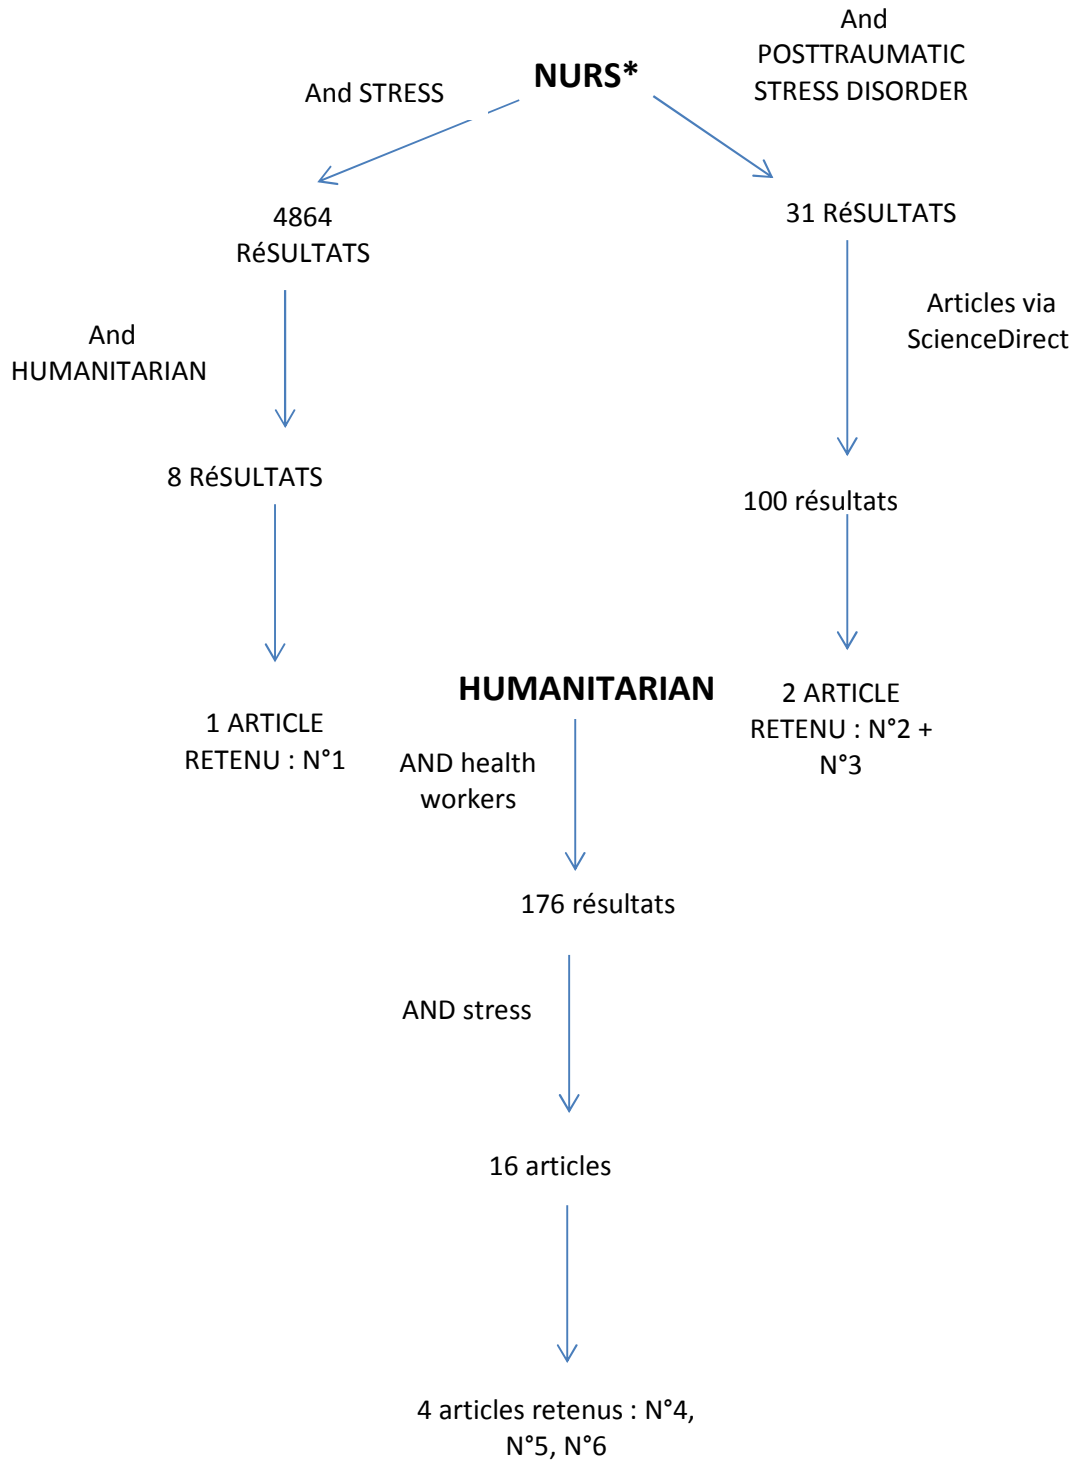 NURS*
And STRESS
And
POSTTRAUMATIC
STRESS DISORDER
4864
RéSULTATS
31 RéSULTATS
And
HUMANITARIAN
Articles via
ScienceDirect
8 RéSULTATS
100 résultats
1 ARTICLE
RETENU : N°1
2 ARTICLE
RETENU : N°2 +
N°3
HUMANITARIAN
AND health
workers
176 résultats
AND stress
16 articles
4 articles retenus : N°4,
N°5, N°6